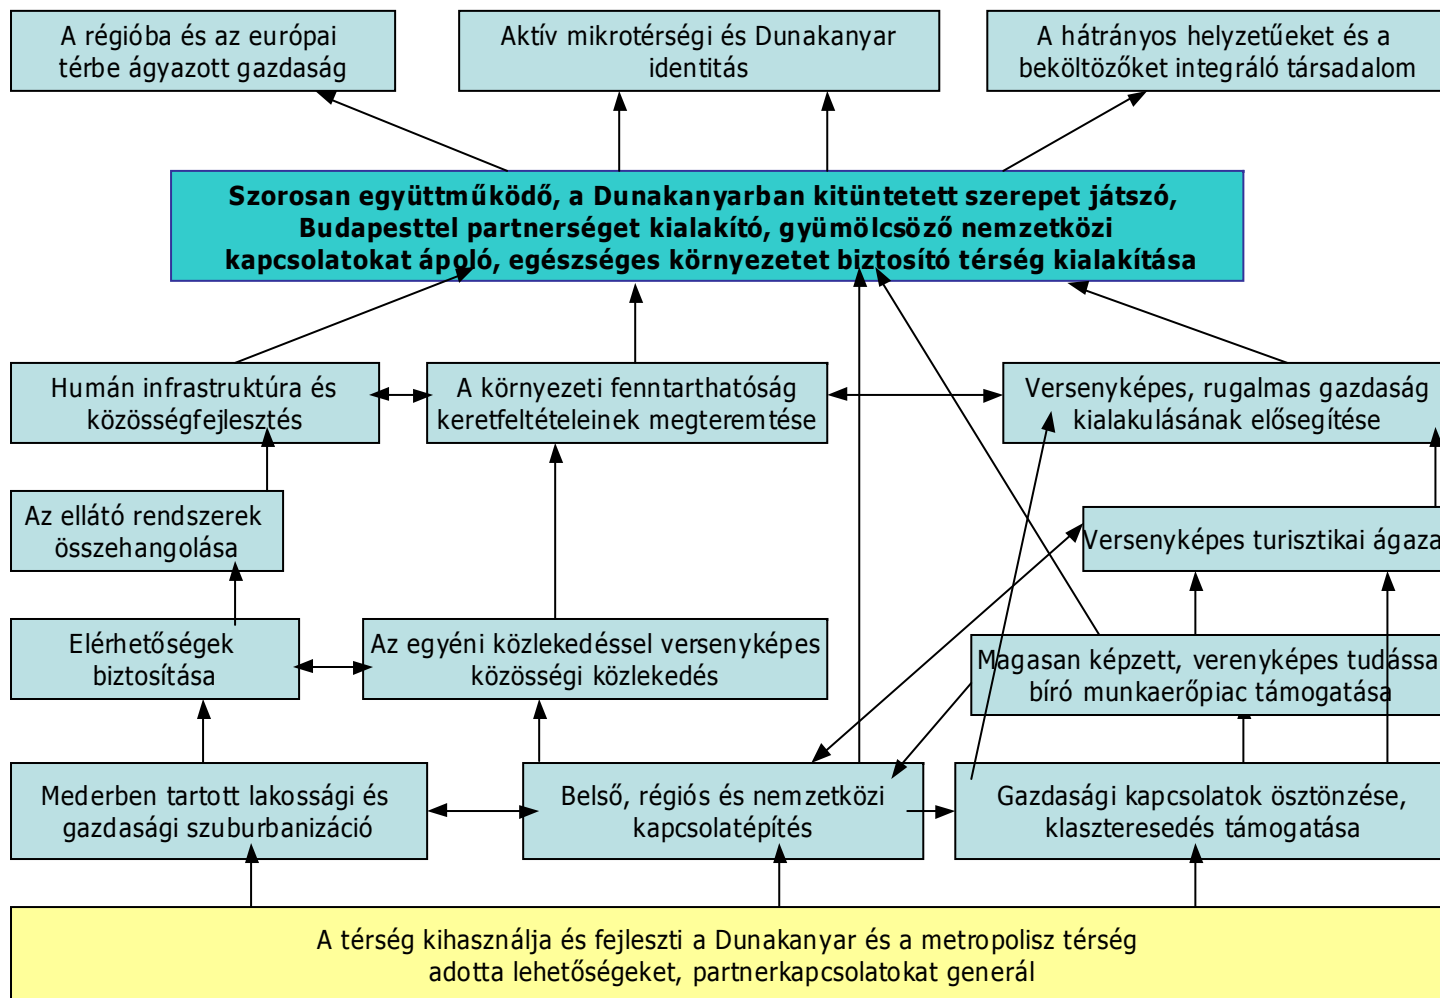 A régióba és az európai
térbe ágyazott gazdaság
Aktív mikrotérségi és Dunakanyar
identitás
A hátrányos helyzetűeket és a
beköltözőket integráló társadalom
Szorosan együttműködő, a Dunakanyarban kitüntetett szerepet játszó,
Budapesttel partnerséget kialakító, gyümölcsöző nemzetközi
kapcsolatokat ápoló, egészséges környezetet biztosító térség kialakítása
Humán infrastruktúra és
közösségfejlesztés
A környezeti fenntarthatóság
keretfeltételeinek megteremtése
Versenyképes, rugalmas gazdaság
kialakulásának elősegítése
Az ellátó rendszerek
összehangolása
Versenyképes turisztikai ágaza
Elérhetőségek
biztosítása
Az egyéni közlekedéssel versenyképes
közösségi közlekedés
Magasan képzett, verenyképes tudássa
bíró munkaerőpiac támogatása
Mederben tartott lakossági és
gazdasági szuburbanizáció
Belső, régiós és nemzetközi
kapcsolatépítés
Gazdasági kapcsolatok ösztönzése,
klaszteresedés támogatása
A térség kihasználja és fejleszti a Dunakanyar és a metropolisz térség
adotta lehetőségeket, partnerkapcsolatokat generál